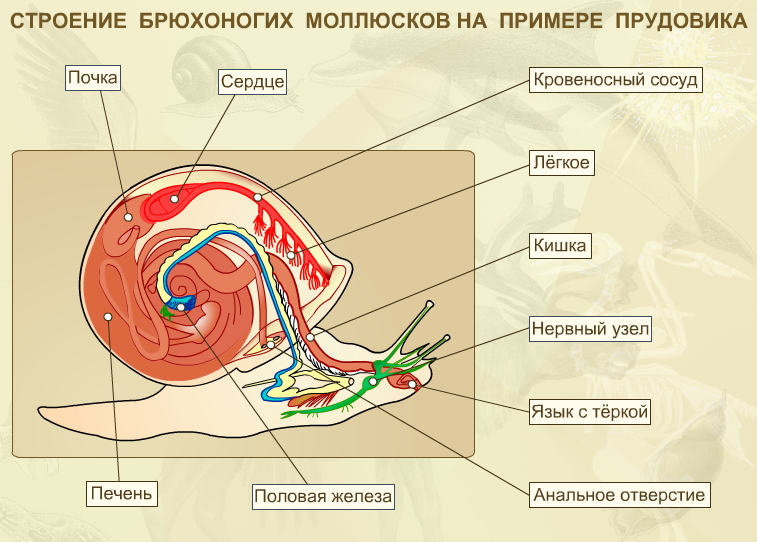 СТРОЕНИЕ БРЮХОНОГИХ МОЛЛЮСКОВ НА ПРИМЕРЕ ПРУДОВИКА
Почка
Сердце
Кровеносный сосуд
Лёгкое
Кишка
Нервный узел
Язык с тёркой
Печень
Половая железа
Анальное отверстие